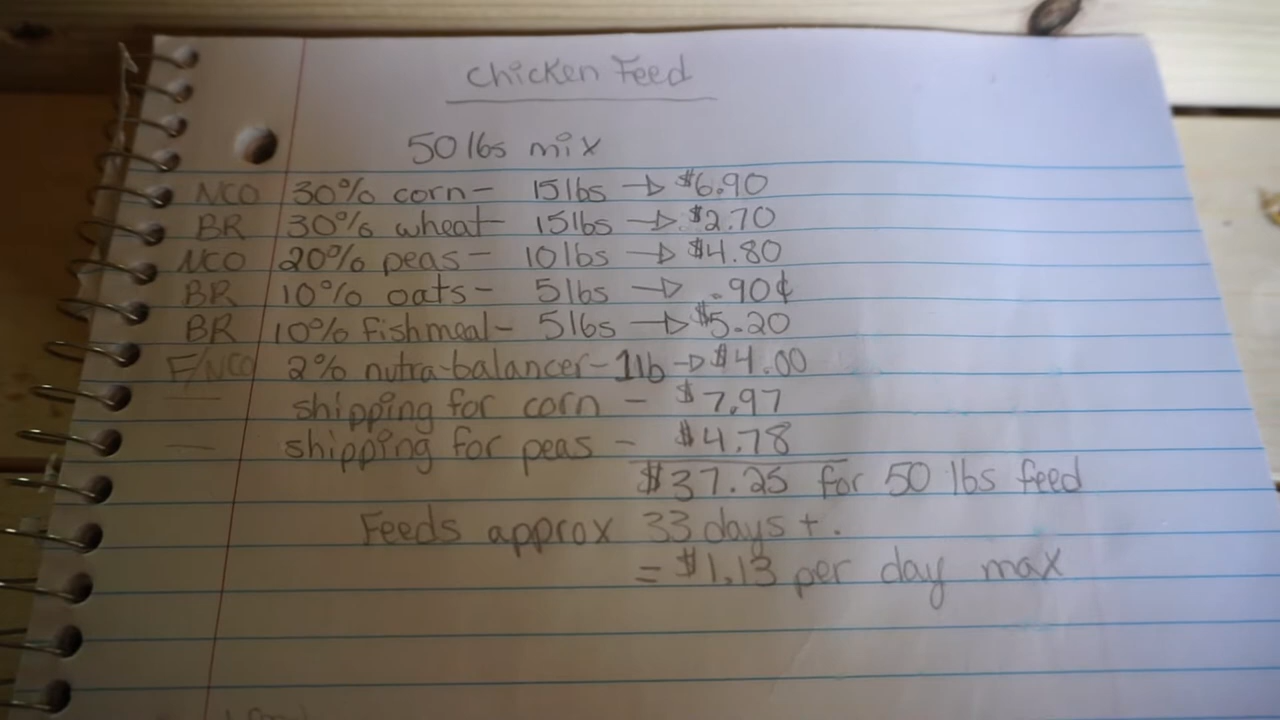 Chicken Feed
50 lbs mix
NCO 30% corn - 15lbs → $6.90
BR 30% wheat - 15lbs → $2.70
NCO 20% peas - 10lbs → $4.80
BR 10% oats - 5lbs → .90¢
BR 10% fishmeal - 5lbs → $5.20
F/NCO 2% nutra-balancer - 1lb → $4.00
shipping for corn - $7.97
shipping for peas - $4.78
$37.25 for 50 lbs feed
Feeds approx 33 days +.
= $1.13 per day max